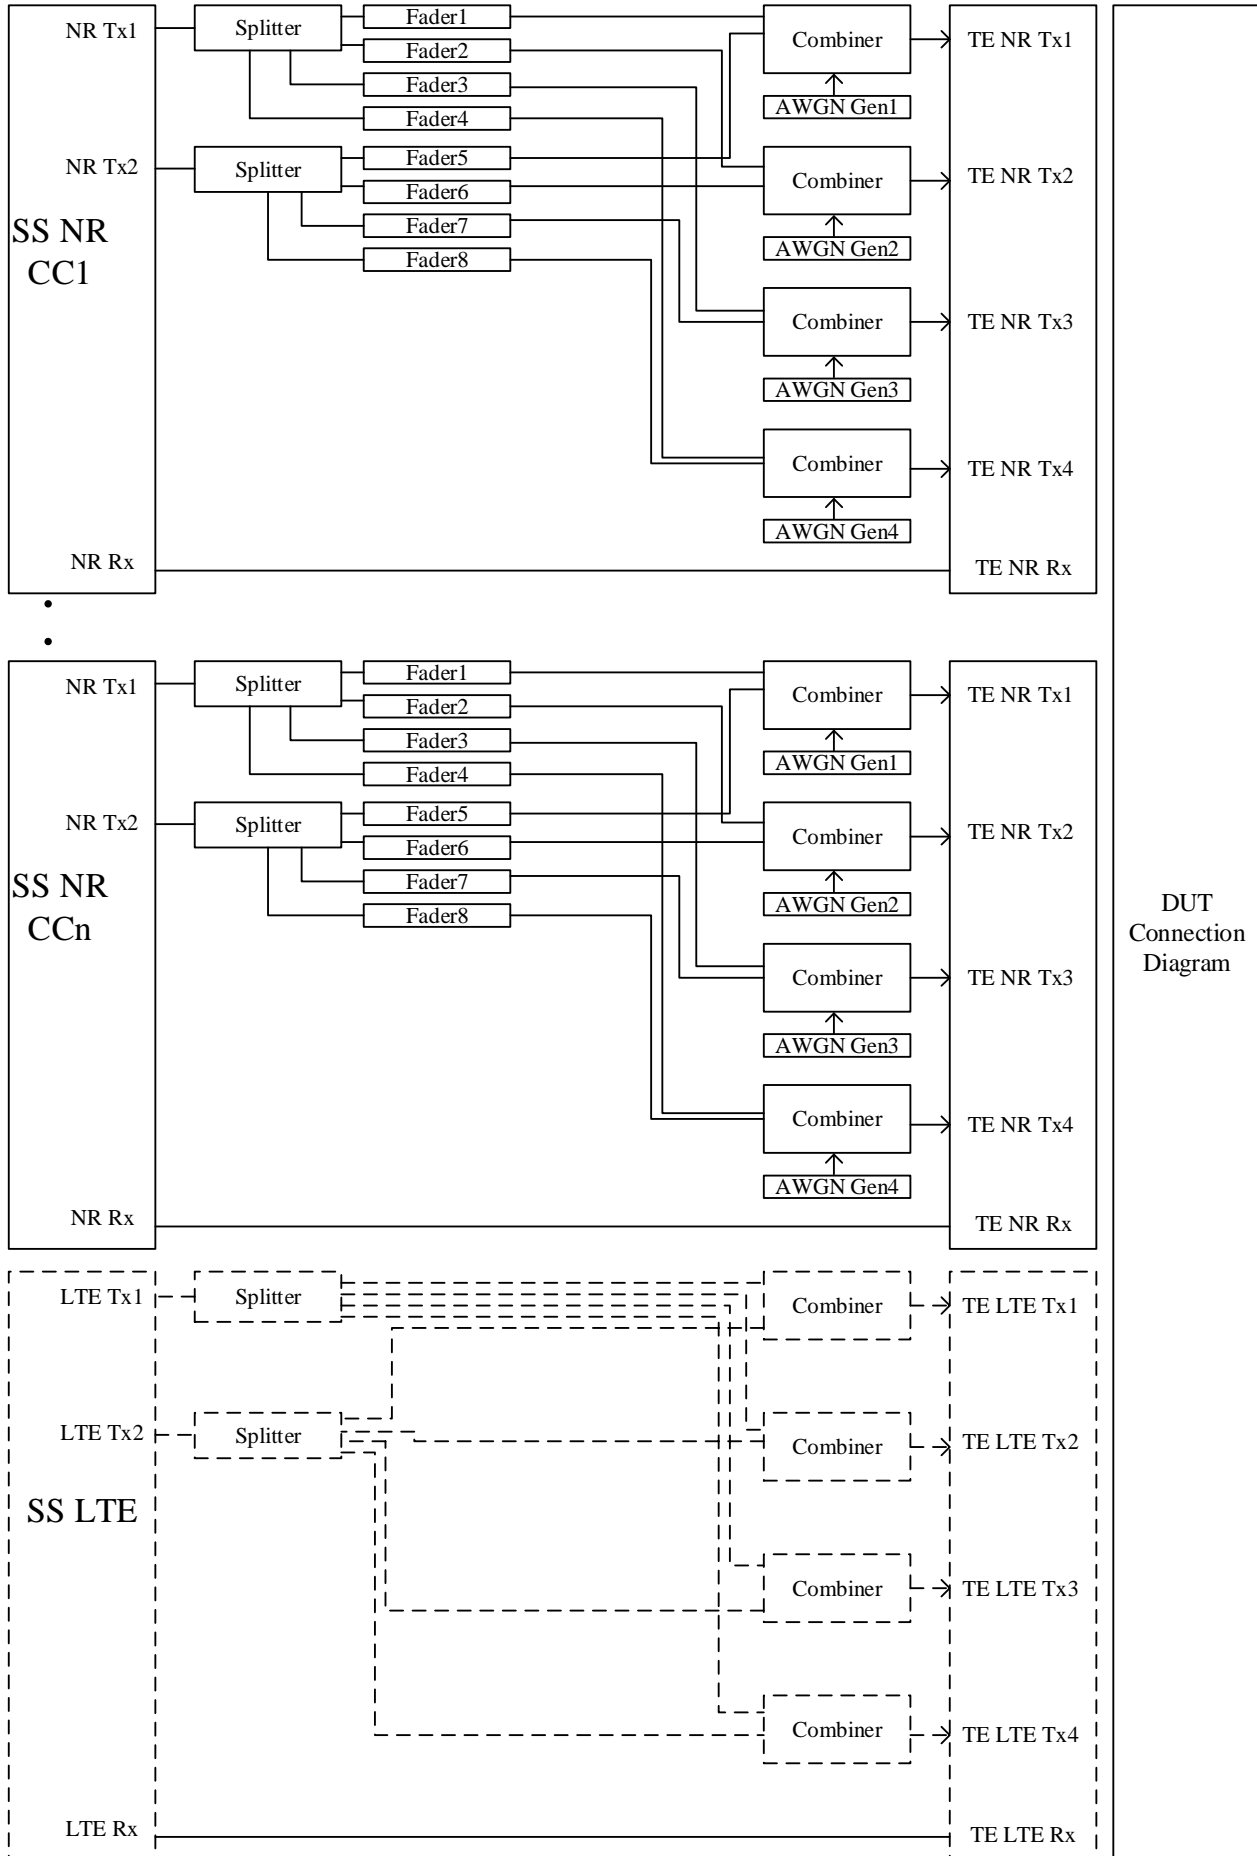 NR Tx1
Splitter
Fader1
Fader2
Fader3
Fader4
Combiner
AWGN Gen1
TE NR Tx1
NR Tx2
Splitter
Fader5
Fader6
Fader7
Fader8
Combiner
AWGN Gen2
TE NR Tx2
SS NR
CC1
Combiner
AWGN Gen3
TE NR Tx3
Combiner
AWGN Gen4
TE NR Tx4
NR Rx
TE NR Rx
NR Tx1
Splitter
Fader1
Fader2
Fader3
Fader4
Combiner
AWGN Gen1
TE NR Tx1
NR Tx2
Splitter
Fader5
Fader6
Fader7
Fader8
Combiner
AWGN Gen2
TE NR Tx2
SS NR
CCn
Combiner
AWGN Gen3
TE NR Tx3
Combiner
AWGN Gen4
TE NR Tx4
NR Rx
TE NR Rx
LTE Tx1
Splitter
Combiner
TE LTE Tx1
LTE Tx2
Splitter
Combiner
TE LTE Tx2
SS LTE
Combiner
TE LTE Tx3
Combiner
TE LTE Tx4
LTE Rx
TE LTE Rx
DUT
Connection
Diagram